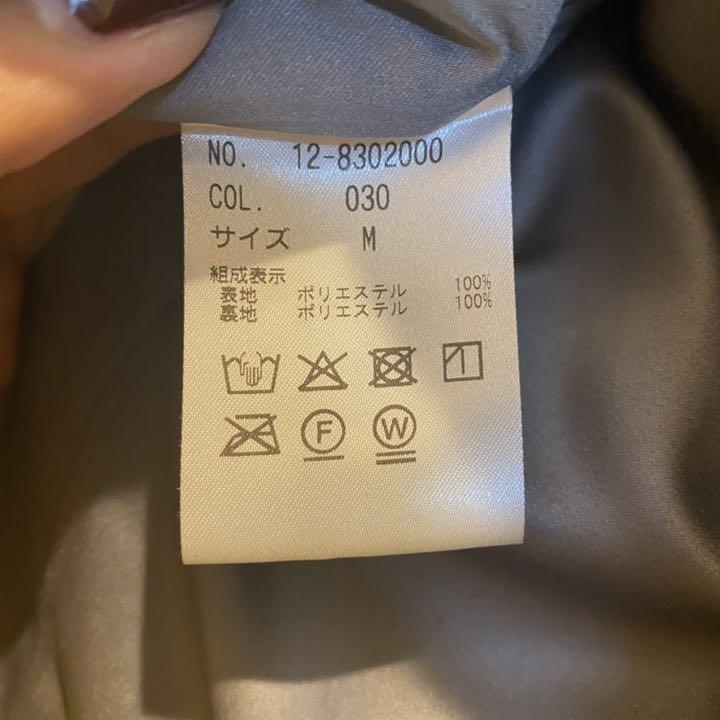 NO. 12-8302000
COL. 030
サイズ M
組成表示
表地 ポリエステル 100%
裏地 ポリエステル 100%
F
W